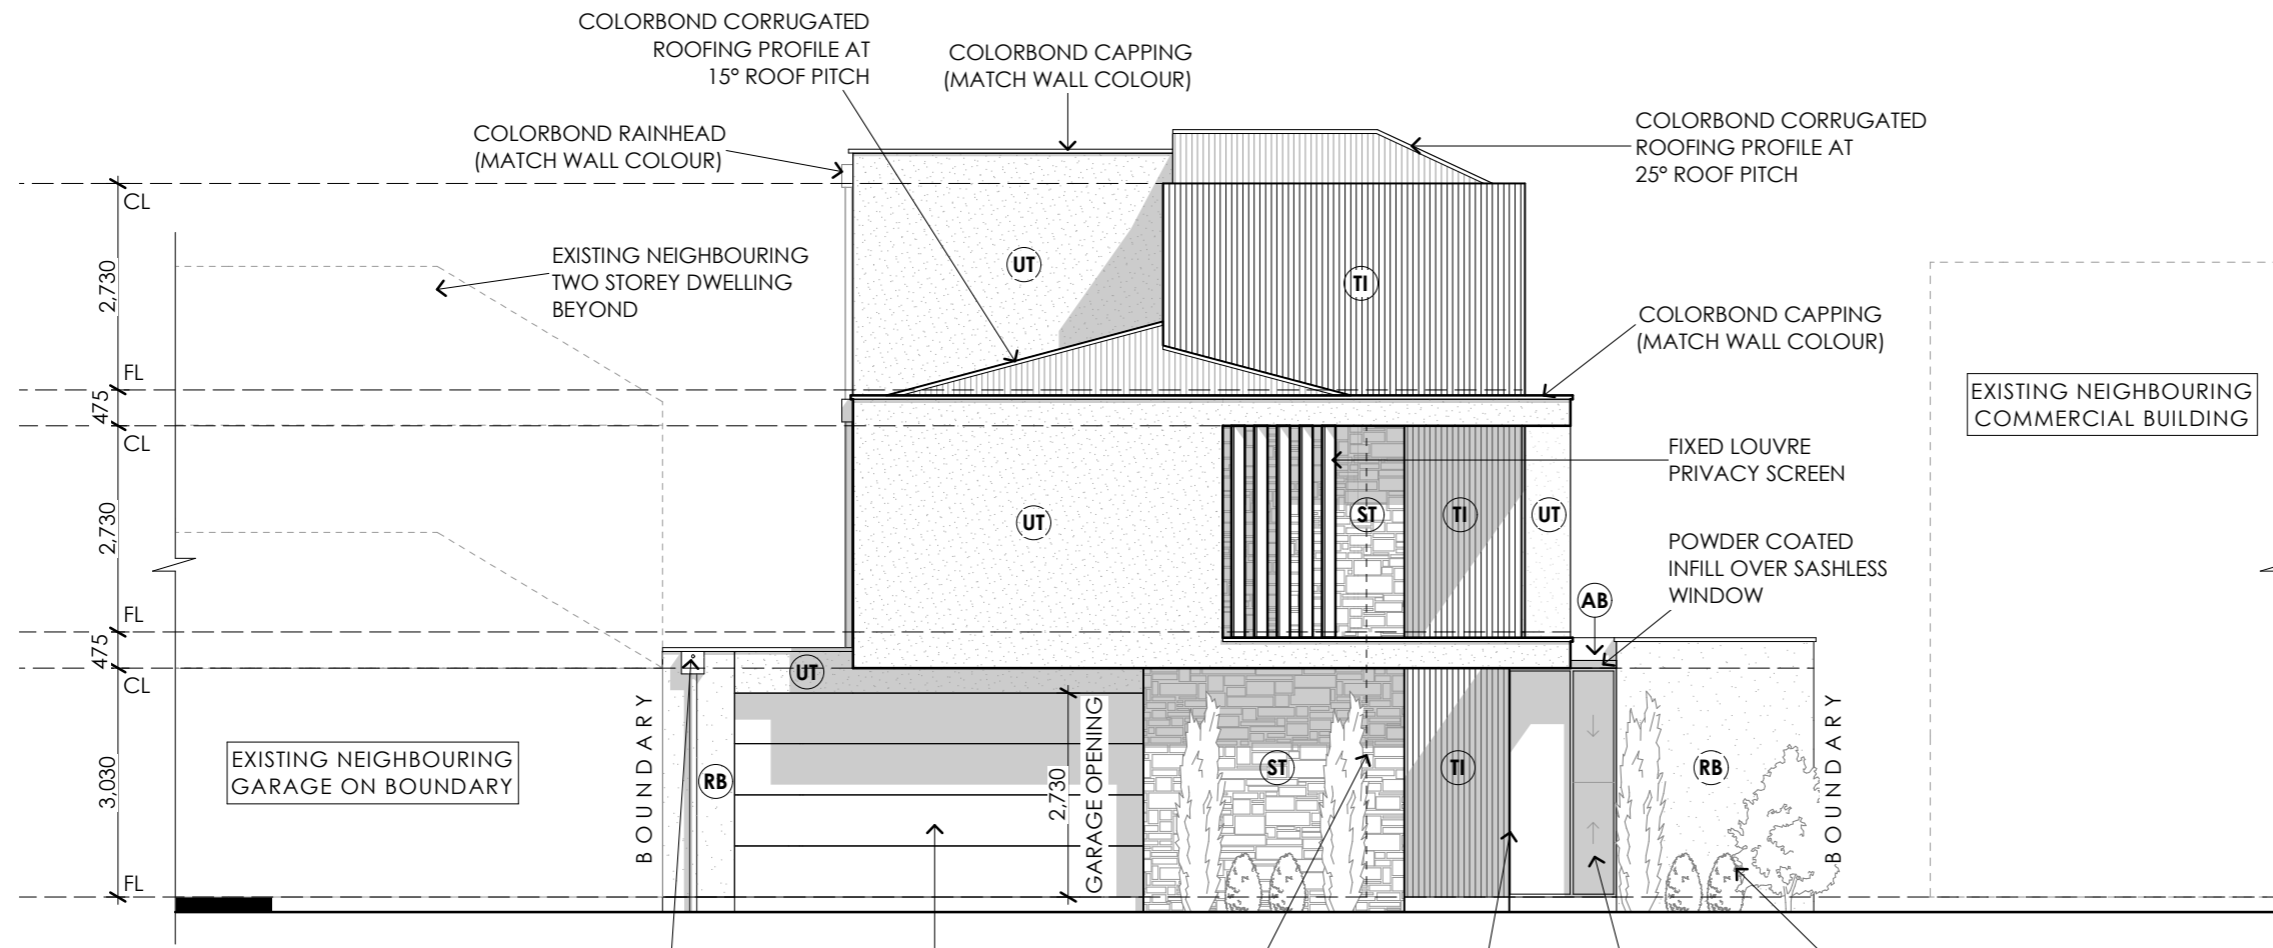 COLORBOND CORRUGATED
ROOFING PROFILE AT
15° ROOF PITCH
COLORBOND CAPPING
(MATCH WALL COLOUR)
COLORBOND RAINHEAD
(MATCH WALL COLOUR)
COLORBOND CORRUGATED
ROOFING PROFILE AT
25° ROOF PITCH
CL
2,730
EXISTING NEIGHBOURING
TWO STOREY DWELLING
BEYOND
UT
TI
COLORBOND CAPPING
(MATCH WALL COLOUR)
FL
475
CL
EXISTING NEIGHBOURING
COMMERCIAL BUILDING
FIXED LOUVRE
PRIVACY SCREEN
2,730
UT
ST
TI
UT
POWDER COATED
INFILL OVER SASHLESS
WINDOW
AB
FL
475
CL
UT
EXISTING NEIGHBOURING
GARAGE ON BOUNDARY
BOUNDARY
RB
2,730
GARAGE OPENING
ST
TI
RB
BOUNDARY
3,030
FL